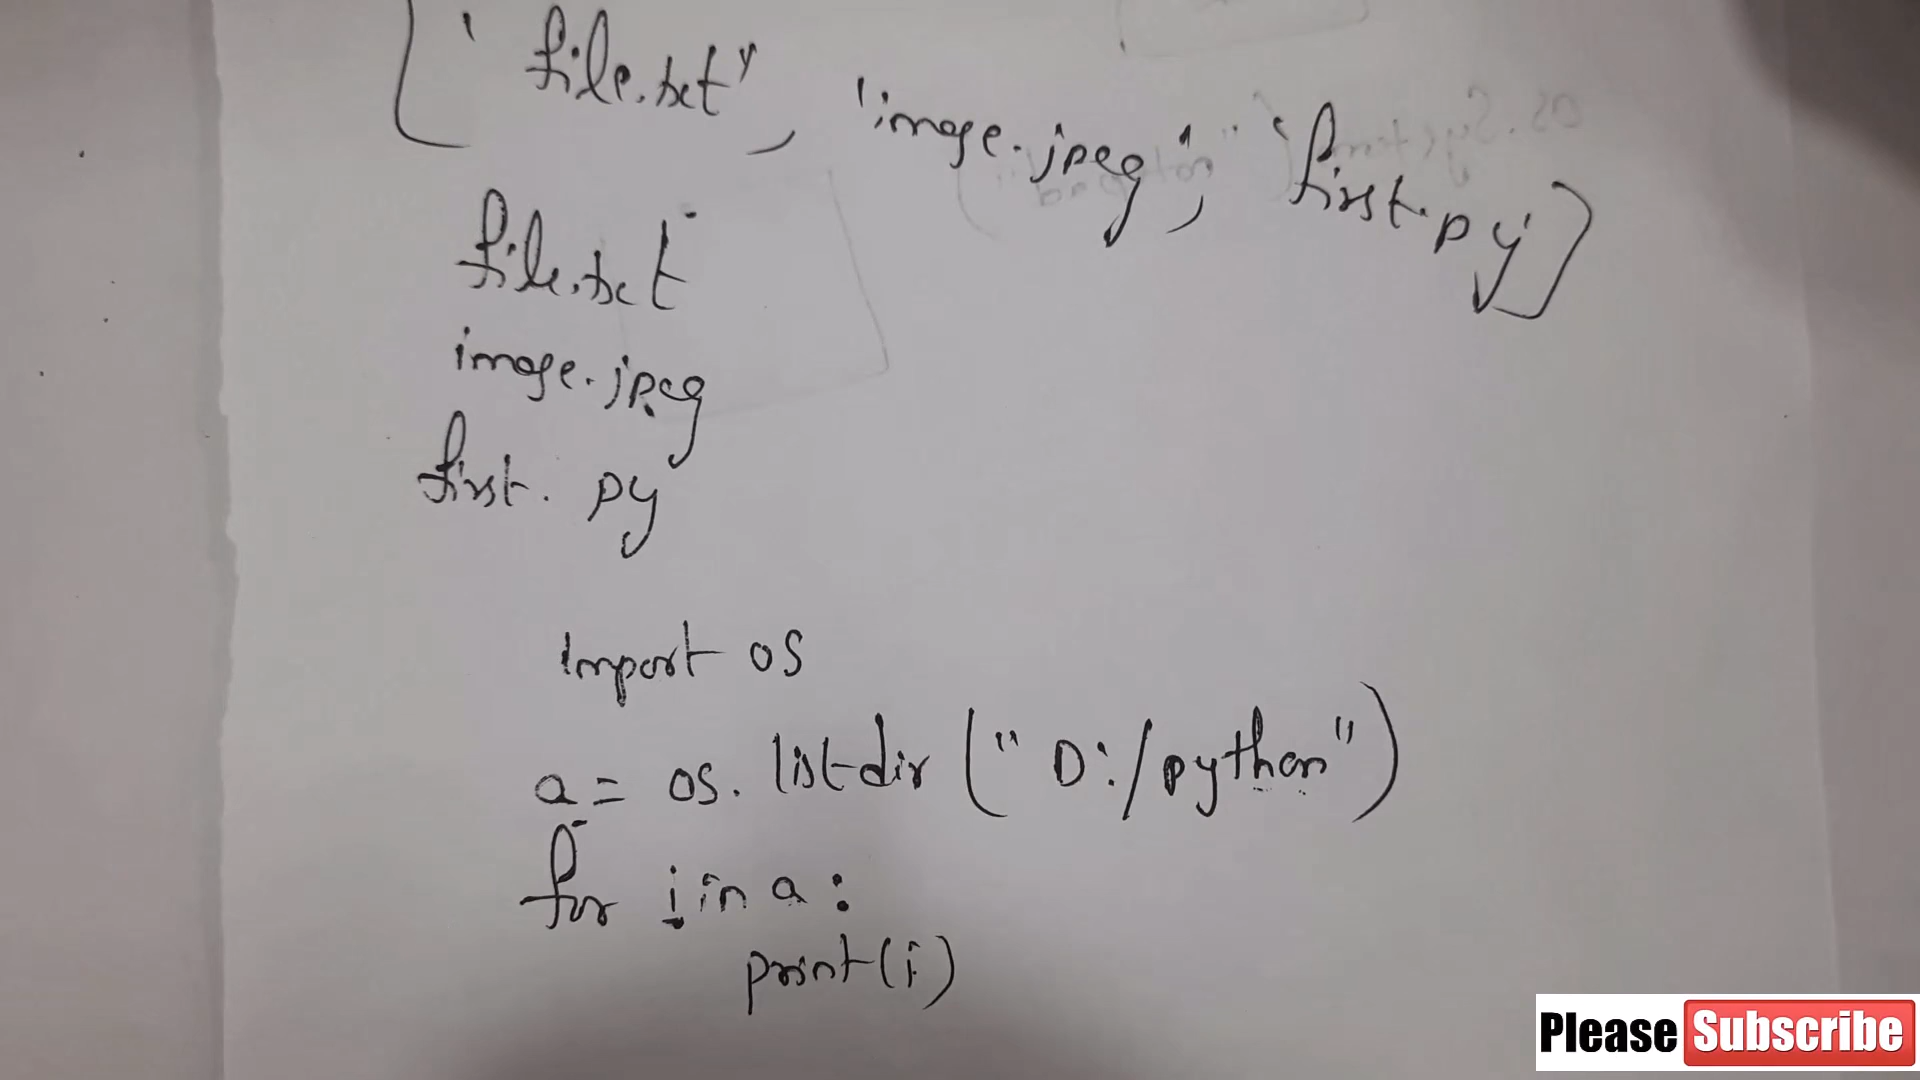 ['file.txt", 'image.jpeg', 'first.py']
file.txt
image.jpeg
first.py
import os
a = os.listdir("D:/python")
for i in a:
print(i)
Please Subscribe